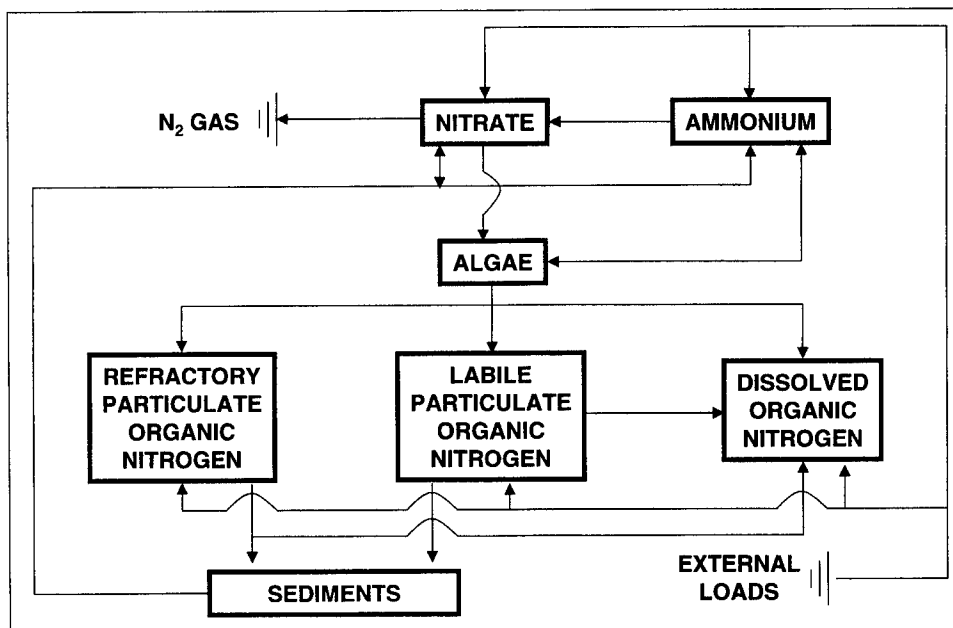 N₂ GAS
NITRATE
AMMONIUM
ALGAE
REFRACTORY
PARTICULATE
ORGANIC
NITROGEN
LABILE
PARTICULATE
ORGANIC
NITROGEN
DISSOLVED
ORGANIC
NITROGEN
SEDIMENTS
EXTERNAL
LOADS